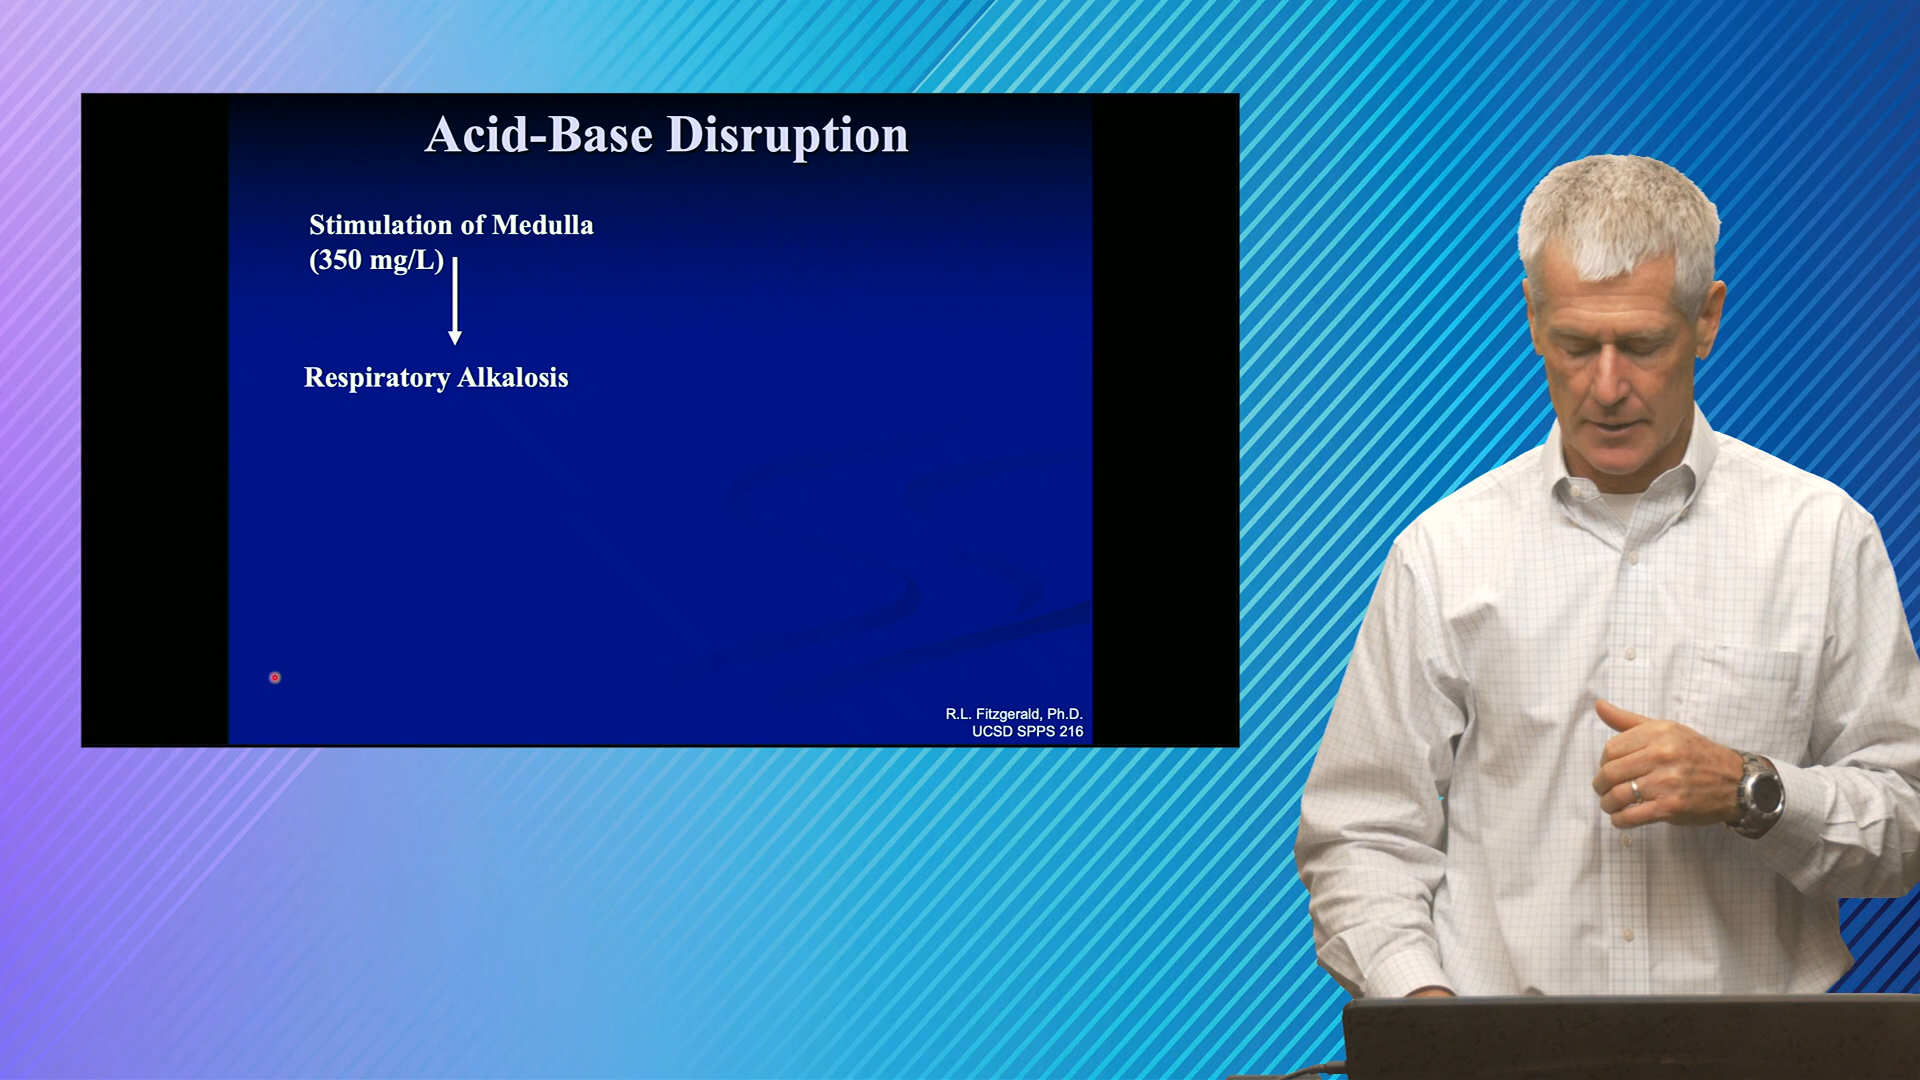 Acid-Base Disruption
Stimulation of Medulla
(350 mg/L)
Respiratory Alkalosis
R.L. Fitzgerald, Ph.D.
UCSD SPPS 216